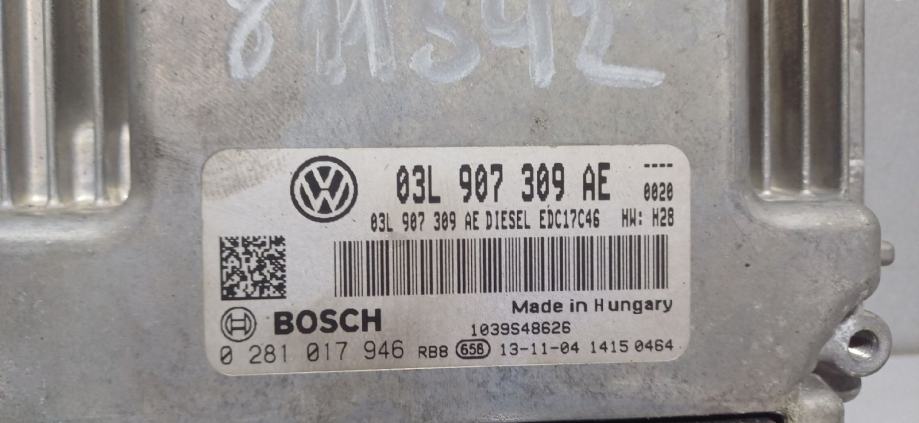 8M342
03L 907 309 AE
----
0020
03L 907 309 AE DIESEL EDC17C46 HW: H28
Made in Hungary
BOSCH
1039S48626
0 281 017 946 RB8 658 13-11-04 1415 0464